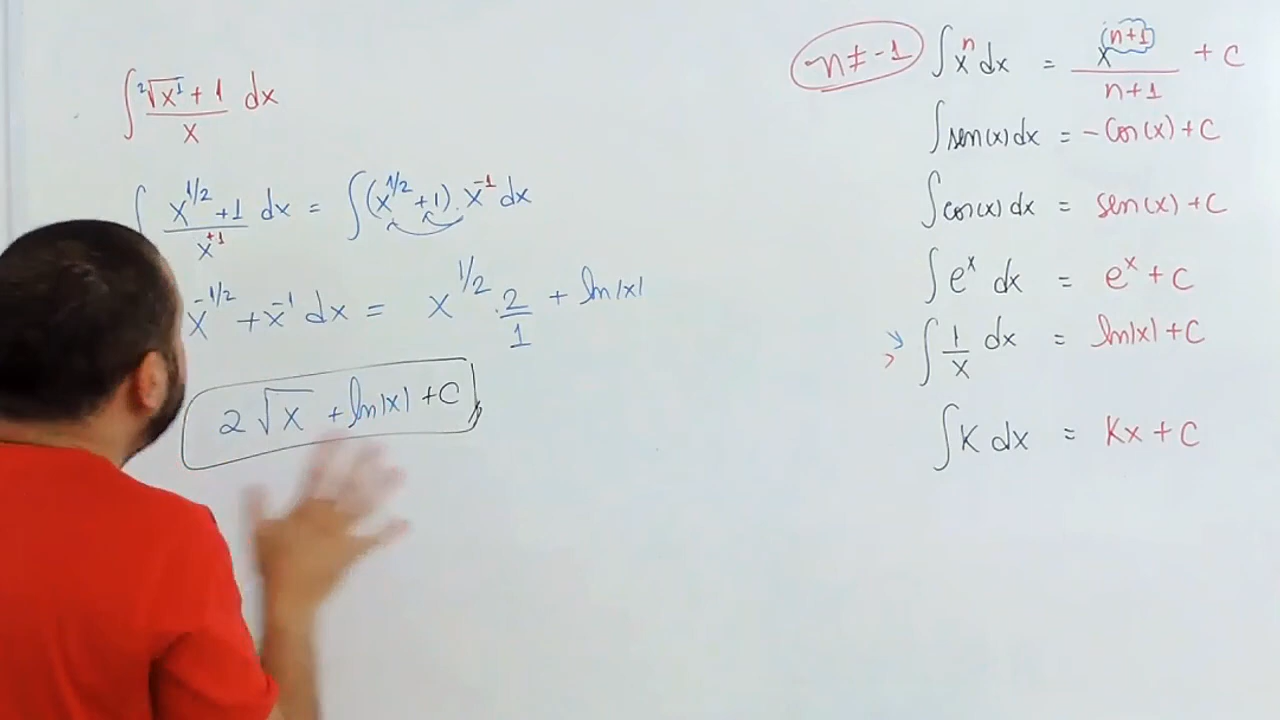 ∫ ²√x¹ + 1 / x dx
∫ x^1/2 + 1 / x^+1 dx = ∫ (x^1/2 + 1) . x^-1 dx
x^-1/2 + x^-1 dx = x^1/2 . 2/1 + ln|x|
2√x + ln|x| + C
n ≠ -1 ∫ x^n dx = x^(n+1) / n+1 + C
∫ sen(x) dx = -Cos(x) + C
∫ cos(x) dx = sen(x) + C
∫ e^x dx = e^x + C
∫ 1/x dx = ln|x| + C
∫ K dx = Kx + C